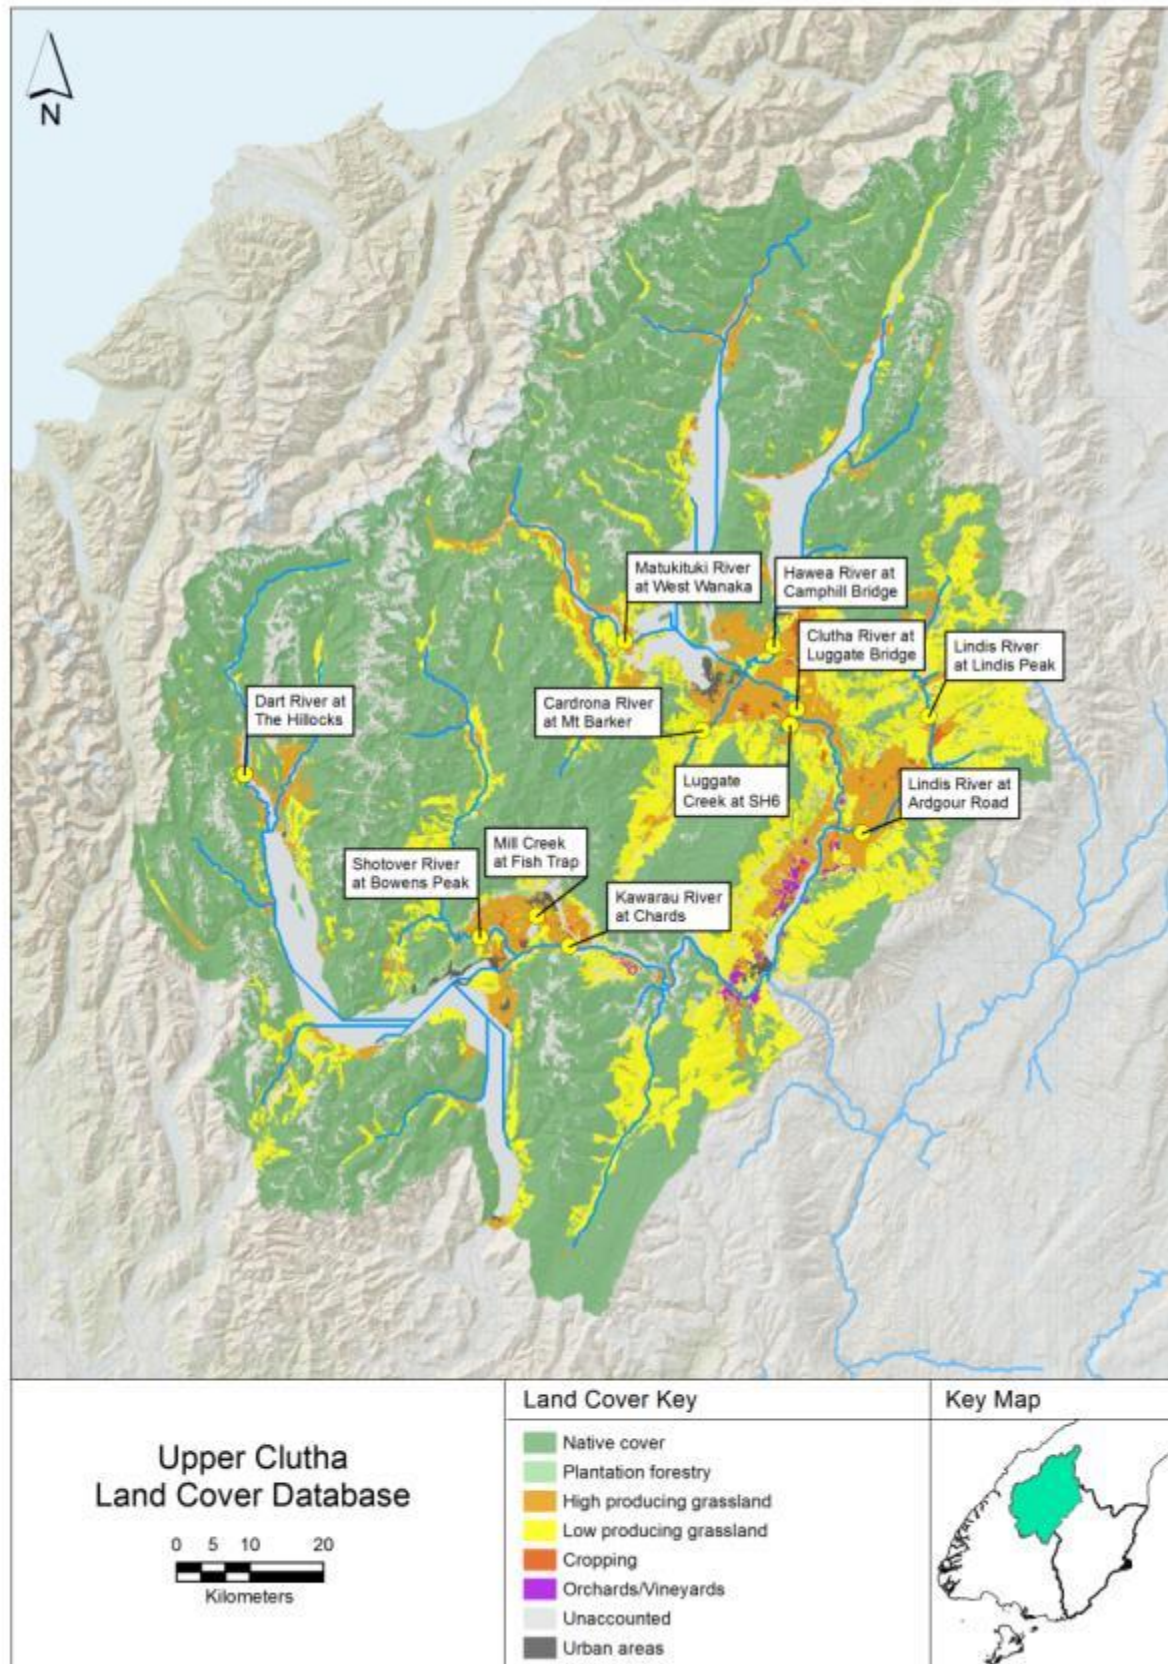 N
Matukituki River
at West Wanaka
Hawea River at
Camphill Bridge
Clutha River at
Luggate Bridge
Lindis River
at Lindis Peak
Dart River at
The Hillocks
Cardrona River
at Mt Barker
Luggate
Creek at SH6
Lindis River at
Ardgour Road
Mill Creek
at Fish Trap
Shotover River
at Bowens Peak
Kawarau River
at Chards
Upper Clutha
Land Cover Database
0 5 10 20
Kilometers
Land Cover Key
Native cover
Plantation forestry
High producing grassland
Low producing grassland
Cropping
Orchards/Vineyards
Unaccounted
Urban areas
Key Map